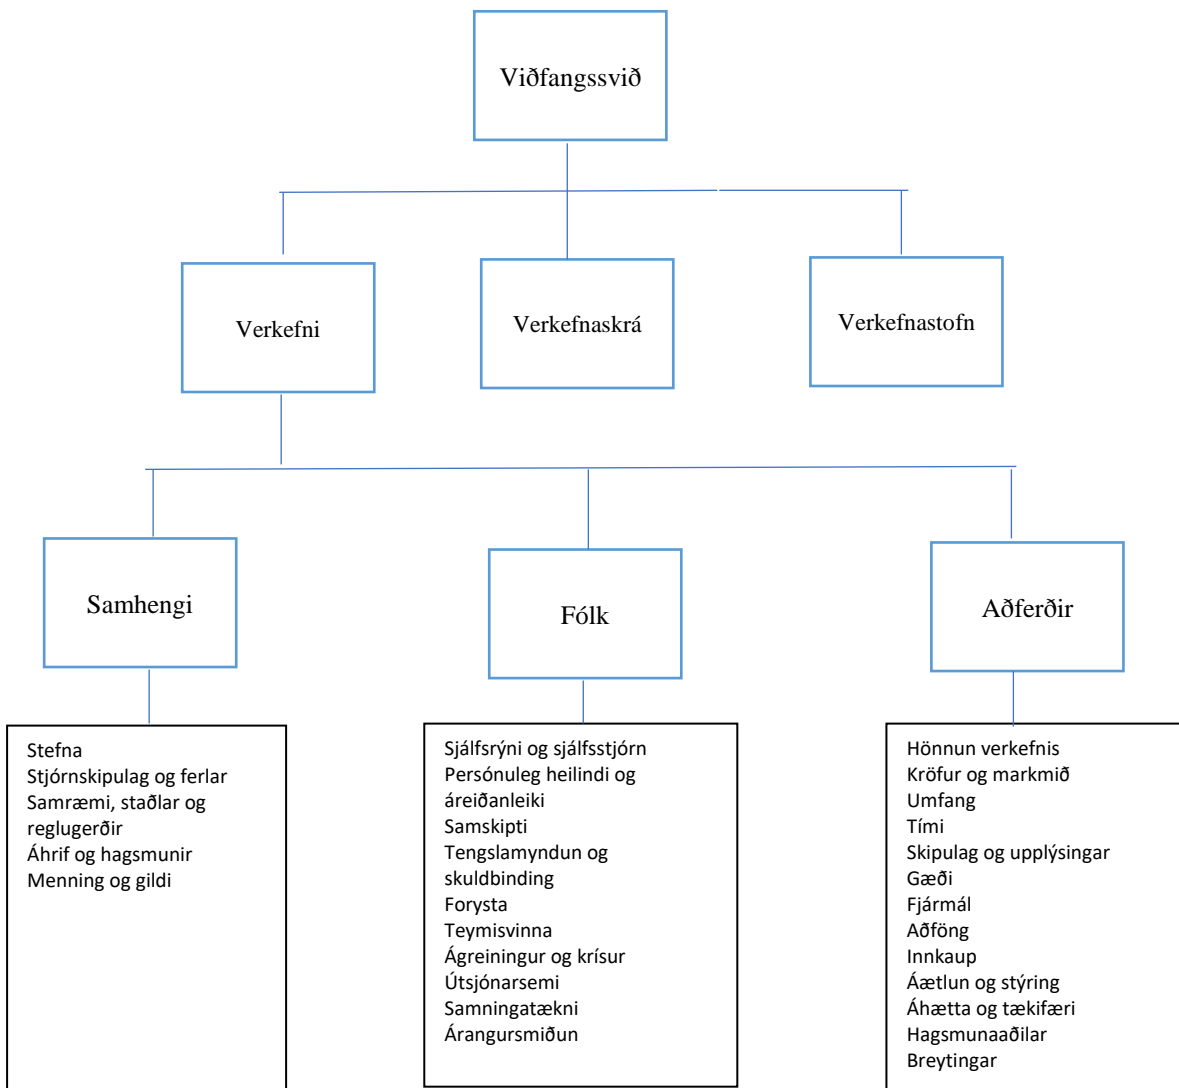 Viðfangssvið
Verkefni
Verkefnaskrá
Verkefnastofn
Samhengi
Fólk
Aðferðir
Stefna
Stjórnskipulag og ferlar
Samræmi, staðlar og
reglugerðir
Áhrif og hagsmunir
Menning og gildi
Sjálfsrýni og sjálfsstjórn
Persónuleg heilindi og
áreiðanleiki
Samskipti
Tengslamyndun og
skuldbinding
Forysta
Teymisvinna
Ágreiningur og krísur
Útsjónarsemi
Samningatækni
Árangursmiðun
Hönnun verkefnis
Kröfur og markmið
Umfang
Tími
Skipulag og upplýsingar
Gæði
Fjármál
Aðföng
Innkaup
Áætlun og stýring
Áhætta og tækifæri
Hagsmunaaðilar
Breytingar